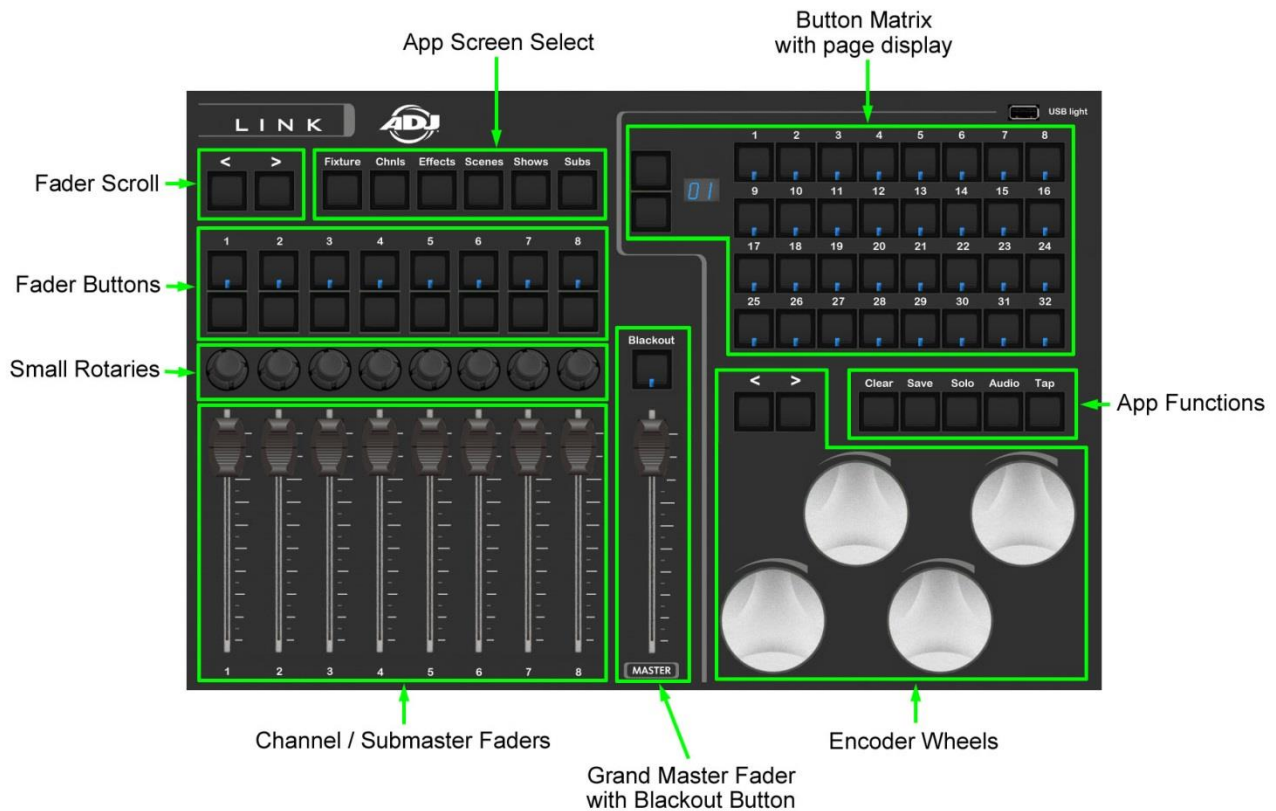 App Screen Select
Button Matrix
with page display
LINK
ADJ
USB light
< >
Fixture Chnls Effects Scenes Shows Subs
Fader Scroll
01
1 2 3 4 5 6 7 8
9 10 11 12 13 14 15 16
17 18 19 20 21 22 23 24
25 26 27 28 29 30 31 32
1 2 3 4 5 6 7 8
Fader Buttons
Small Rotaries
Blackout
< >
Clear Save Solo Audio Tap
App Functions
1 2 3 4 5 6 7 8
MASTER
Channel / Submaster Faders
Encoder Wheels
Grand Master Fader
with Blackout Button